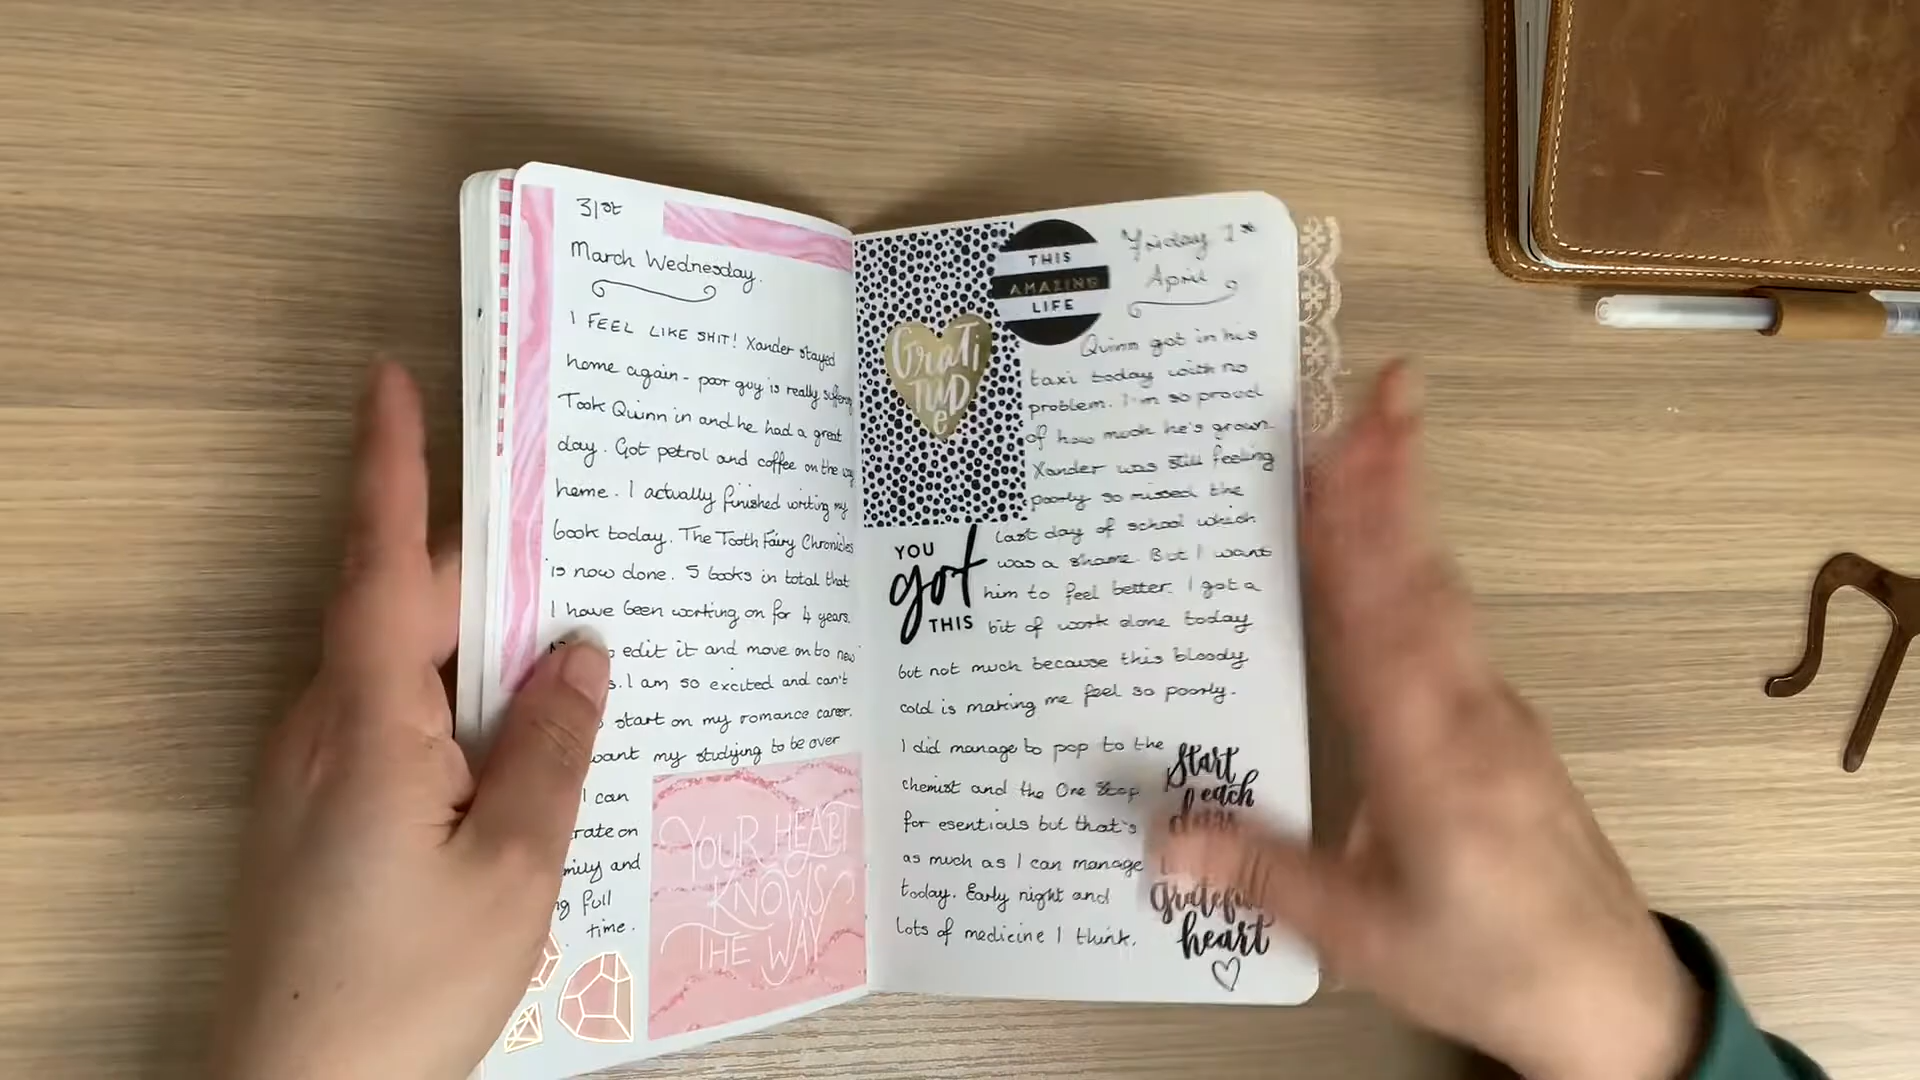 31st
March Wednesday.
I FEEL LIKE SHIT! Xander stayed
home again - poor guy is really
Took Quinn in and he had a great
day. Got petrol and coffee on the way
home. I actually finished writing my
book today. The Tooth Fairy Chronicles
is now done. 5 books in total that
I have been working on for 4 years.
edit it and move on to new
s. I am so excited and can't
start on my romance career.
want my studying to be over
I can
rate on
mily and
ng full
time.
YOUR HEART
KNOWS
THE WAY
Gratitude
THIS
AMAZING
LIFE
Friday 1st
April
Quinn got in his
taxi today with no
problem. I'm so proud
of how much he's grown.
Xander was still feeling
poorly so missed the
last day of school which
was a shame. But I want
him to feel better. I got a
bit of work done today
but not much because this bloody
cold is making me feel so poorly.
I did manage to pop to the
chemist and the One Stop
for esentials but that's
as much as I can manage
today. Early night and
lots of medicine I think.
YOU
got
THIS
Start
each
day
Grateful
heart